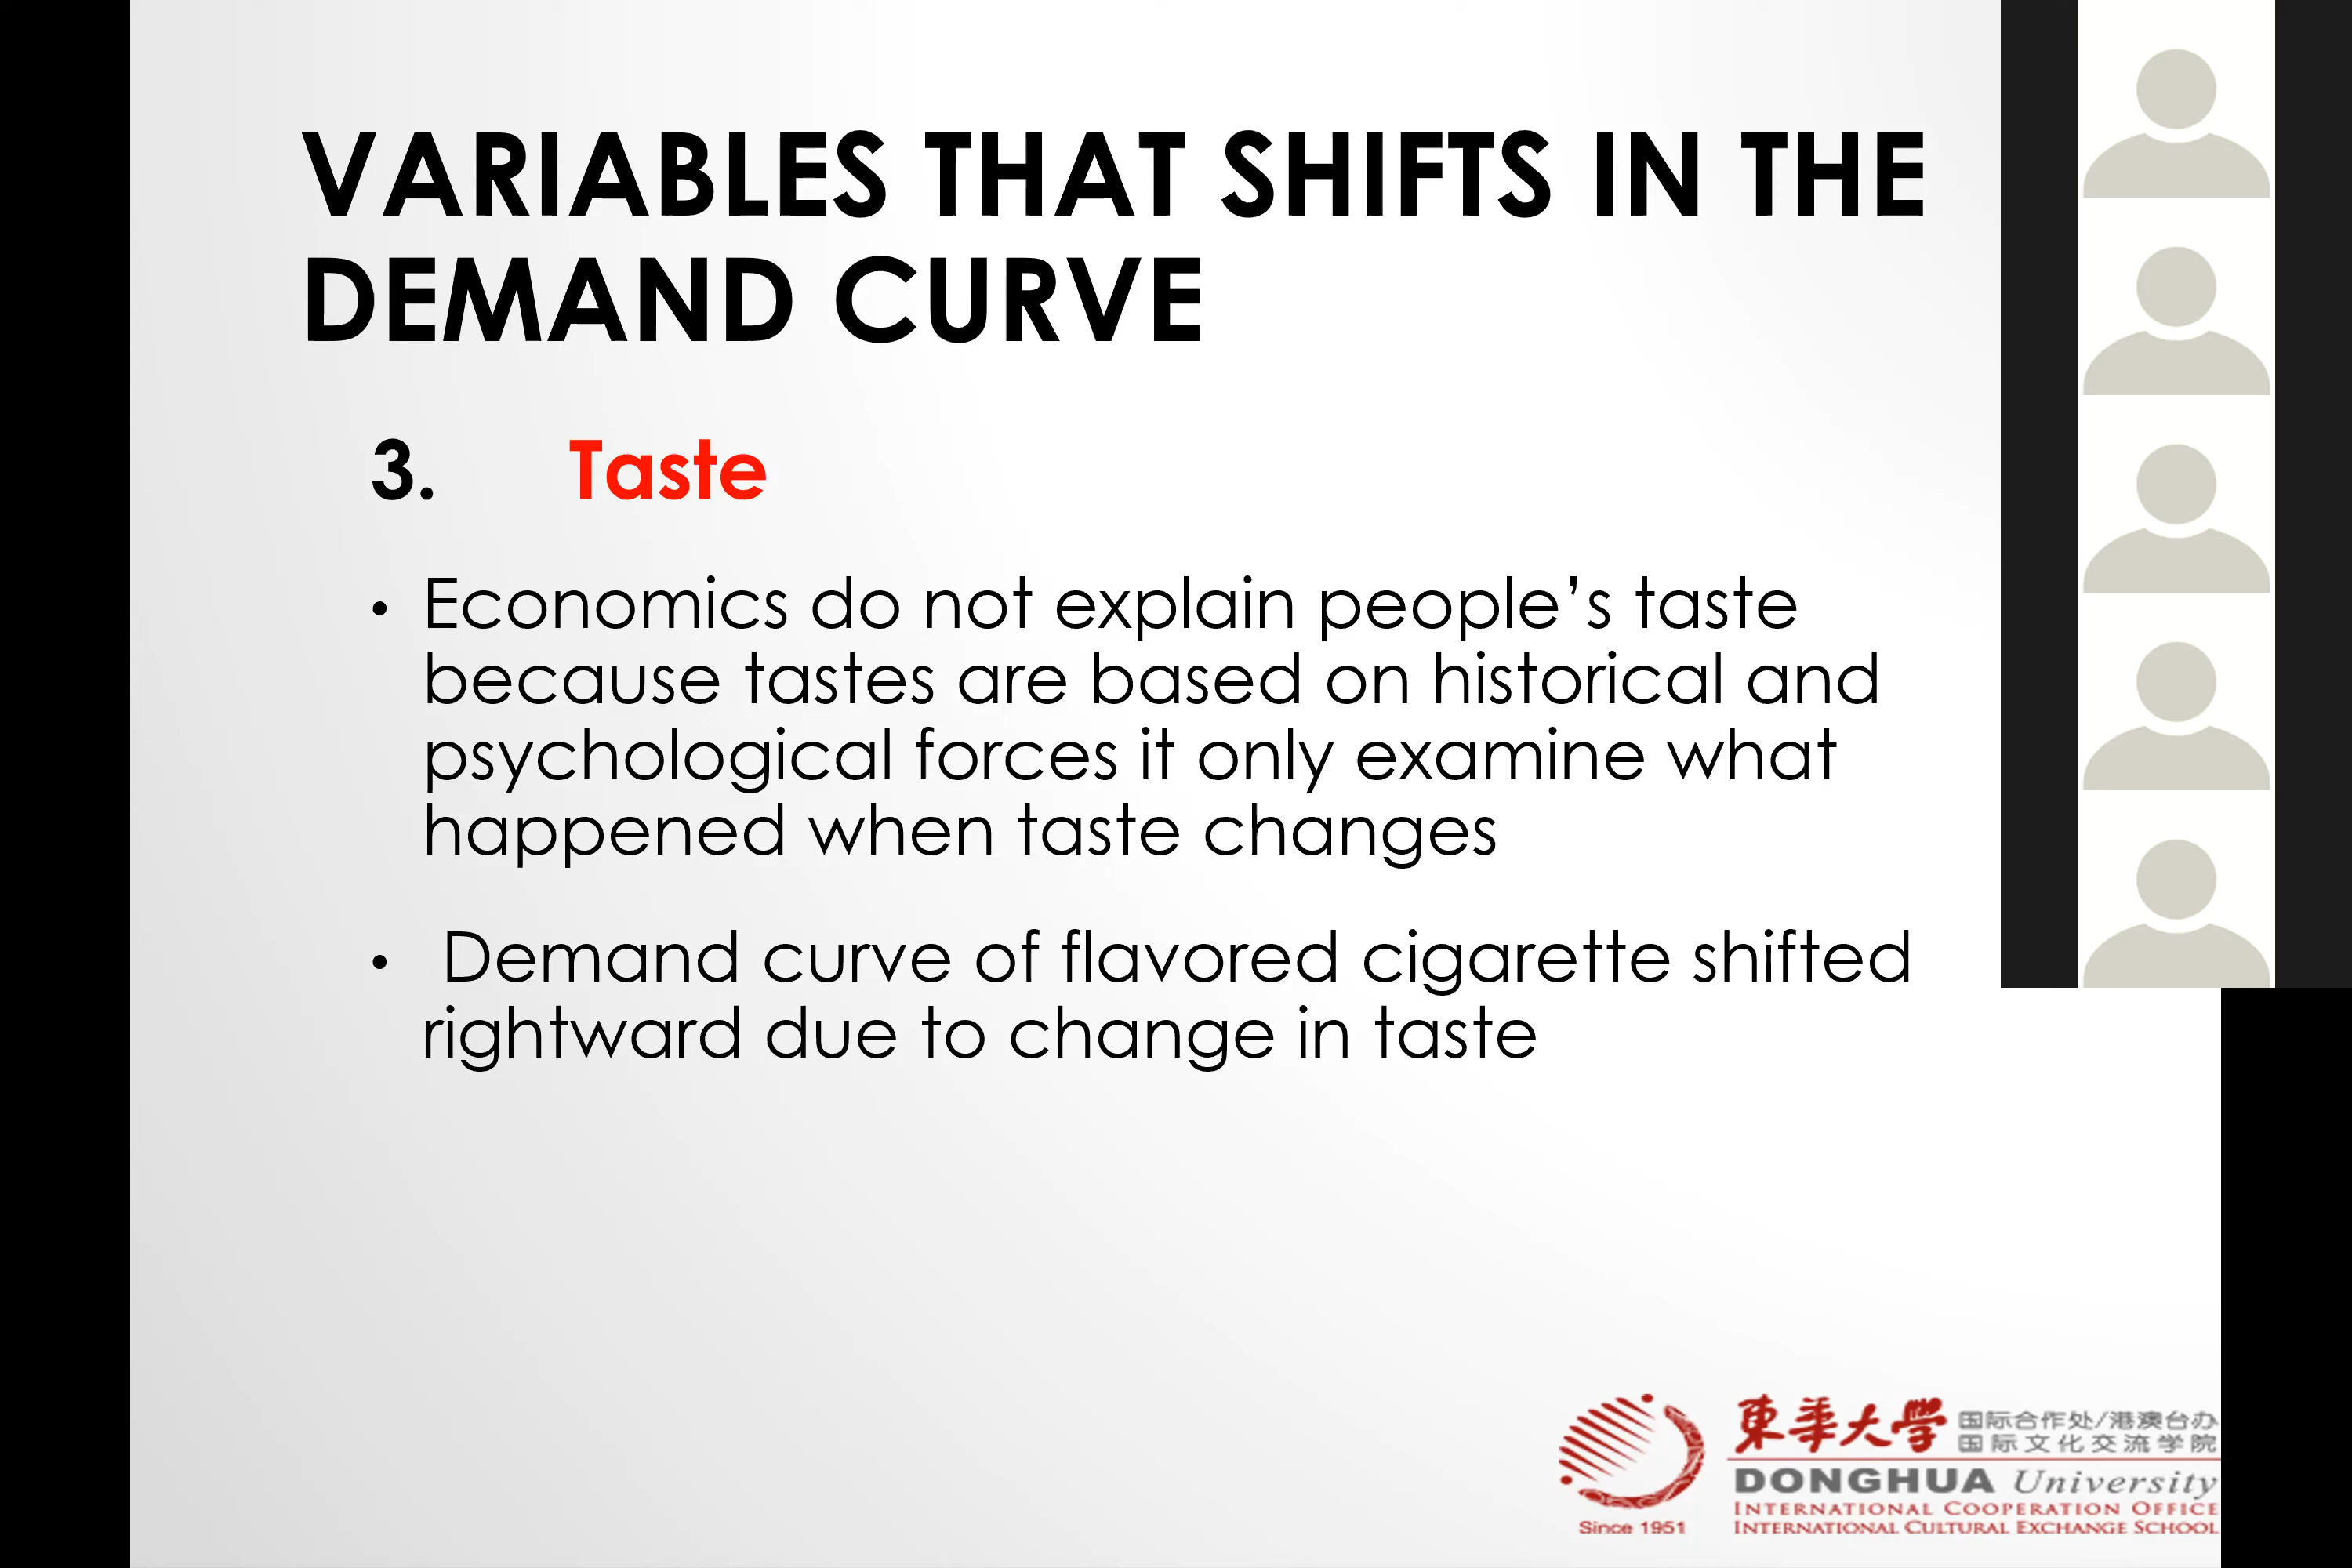 VARIABLES THAT SHIFTS IN THE
DEMAND CURVE
3. Taste
• Economics do not explain people’s taste
because tastes are based on historical and
psychological forces it only examine what
happened when taste changes
• Demand curve of flavored cigarette shifted
rightward due to change in taste
東華大學 国际合作处/港澳台办
国际文化交流学院
DONGHUA University
INTERNATIONAL COOPERATION OFFICE
Since 1951 INTERNATIONAL CULTURAL EXCHANGE SCHOOL